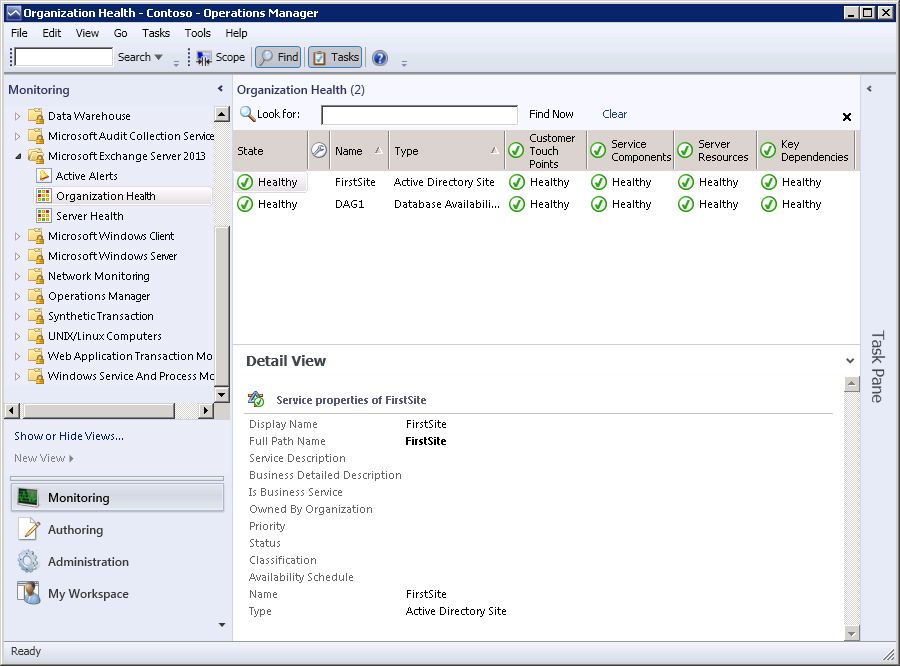 Organization Health - Contoso - Operations Manager
File Edit View Go Tasks Tools Help
Search Scope Find Tasks
Monitoring
Data Warehouse
Microsoft Audit Collection Service
Microsoft Exchange Server 2013
Active Alerts
Organization Health
Server Health
Microsoft Windows Client
Microsoft Windows Server
Network Monitoring
Operations Manager
Synthetic Transaction
UNIX/Linux Computers
Web Application Transaction Mo
Windows Service And Process Mo
Show or Hide Views...
New View
Monitoring
Authoring
Administration
My Workspace
Organization Health (2)
Look for: Find Now Clear
State Name Type Customer Touch Points Service Components Server Resources Key Dependencies
Healthy FirstSite Active Directory Site Healthy Healthy Healthy Healthy
Healthy DAG1 Database Availabili... Healthy Healthy Healthy Healthy
Detail View
Service properties of FirstSite
Display Name FirstSite
Full Path Name FirstSite
Service Description
Business Detailed Description
Is Business Service
Owned By Organization
Priority
Status
Classification
Availability Schedule
Name FirstSite
Type Active Directory Site
Task Pane
Ready